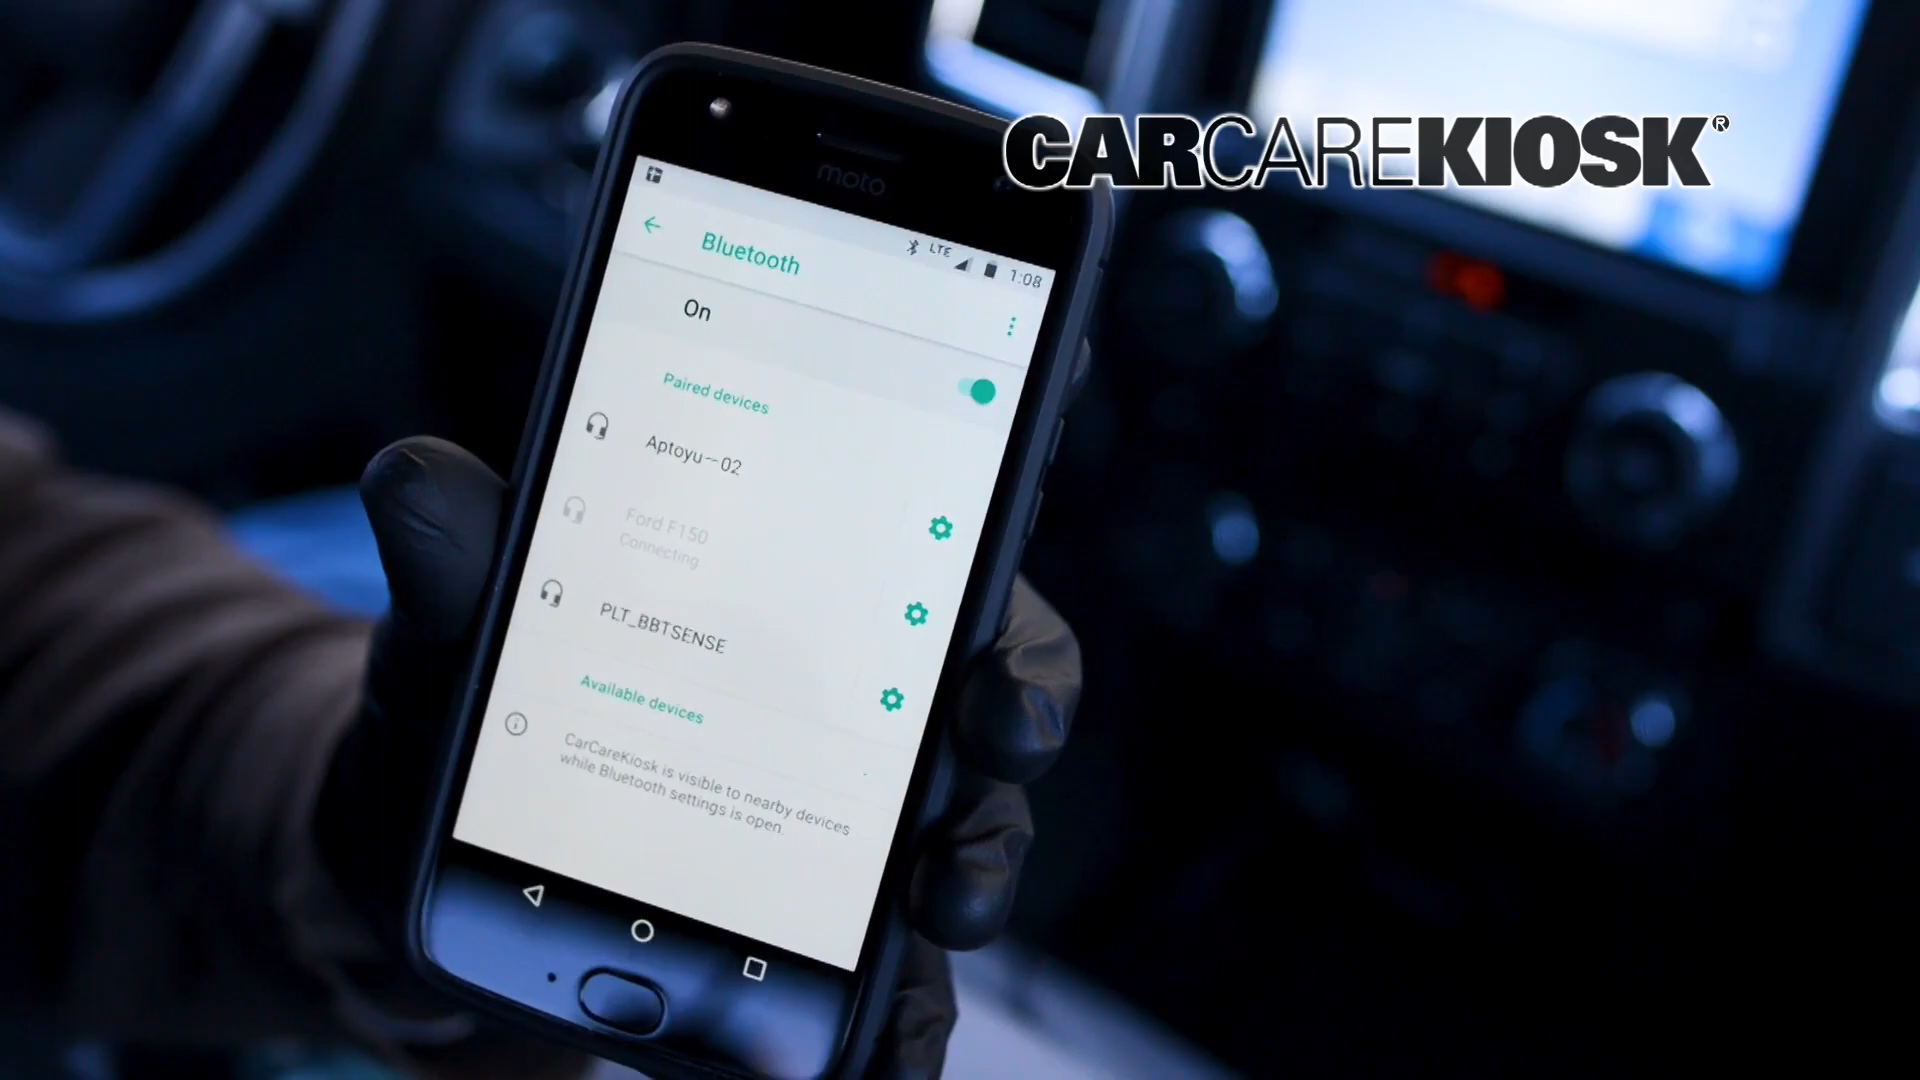 CARCAREKIOSK®
moto
LTE 1:08
Bluetooth
On
Paired devices
Aptoyu--02
Ford F150
Connecting
PLT_BBTSENSE
Available devices
CarCareKiosk is visible to nearby devices
while Bluetooth settings is open.